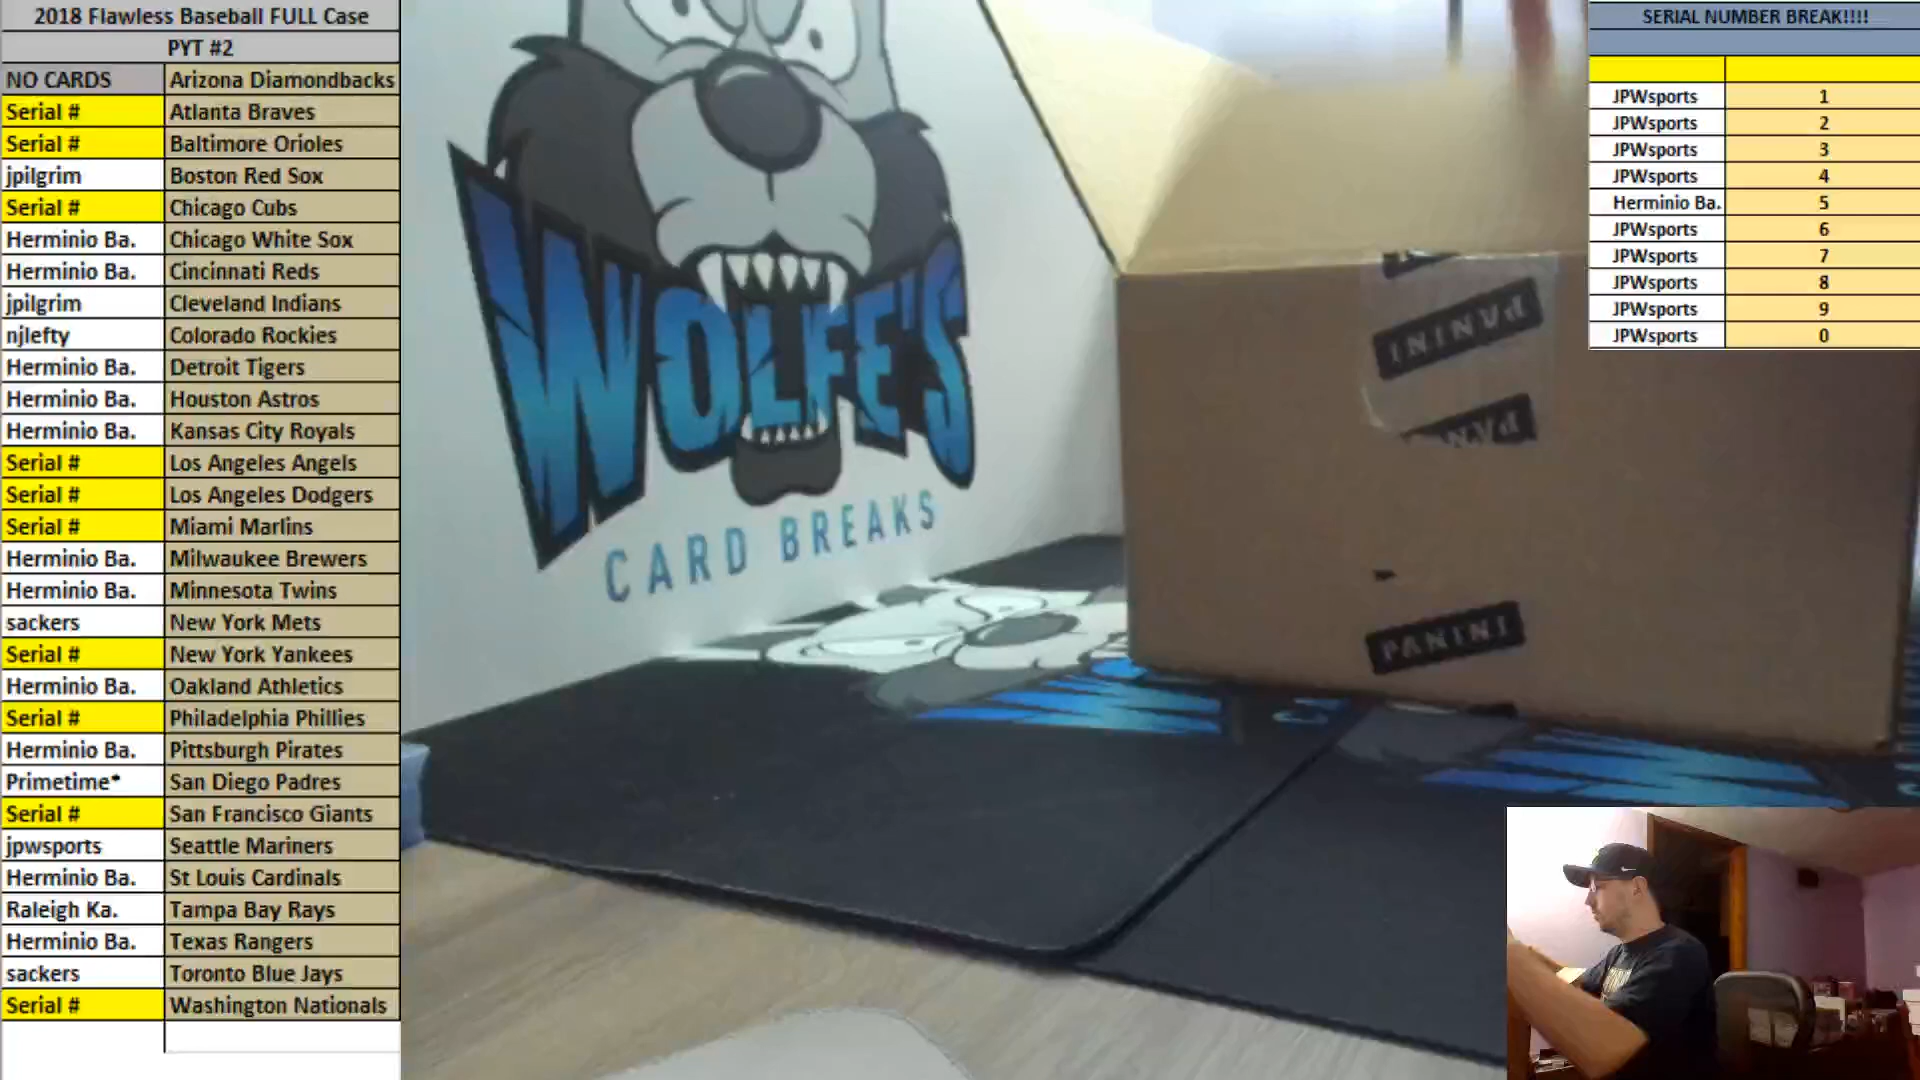 2018 Flawless Baseball FULL Case
PYT #2
NO CARDS Arizona Diamondbacks
Serial # Atlanta Braves
Serial # Baltimore Orioles
jpilgrim Boston Red Sox
Serial # Chicago Cubs
Herminio Ba. Chicago White Sox
Herminio Ba. Cincinnati Reds
jpilgrim Cleveland Indians
njlefty Colorado Rockies
Herminio Ba. Detroit Tigers
Herminio Ba. Houston Astros
Herminio Ba. Kansas City Royals
Serial # Los Angeles Angels
Serial # Los Angeles Dodgers
Serial # Miami Marlins
Herminio Ba. Milwaukee Brewers
Herminio Ba. Minnesota Twins
sackers New York Mets
Serial # New York Yankees
Herminio Ba. Oakland Athletics
Serial # Philadelphia Phillies
Herminio Ba. Pittsburgh Pirates
Primetime* San Diego Padres
Serial # San Francisco Giants
jpwsports Seattle Mariners
Herminio Ba. St Louis Cardinals
Raleigh Ka. Tampa Bay Rays
Herminio Ba. Texas Rangers
sackers Toronto Blue Jays
Serial # Washington Nationals
WOLFE'S
CARD BREAKS
PANINI
PANINI
SERIAL NUMBER BREAK!!!!
JPWsports 1
JPWsports 2
JPWsports 3
JPWsports 4
Herminio Ba. 5
JPWsports 6
JPWsports 7
JPWsports 8
JPWsports 9
JPWsports 0